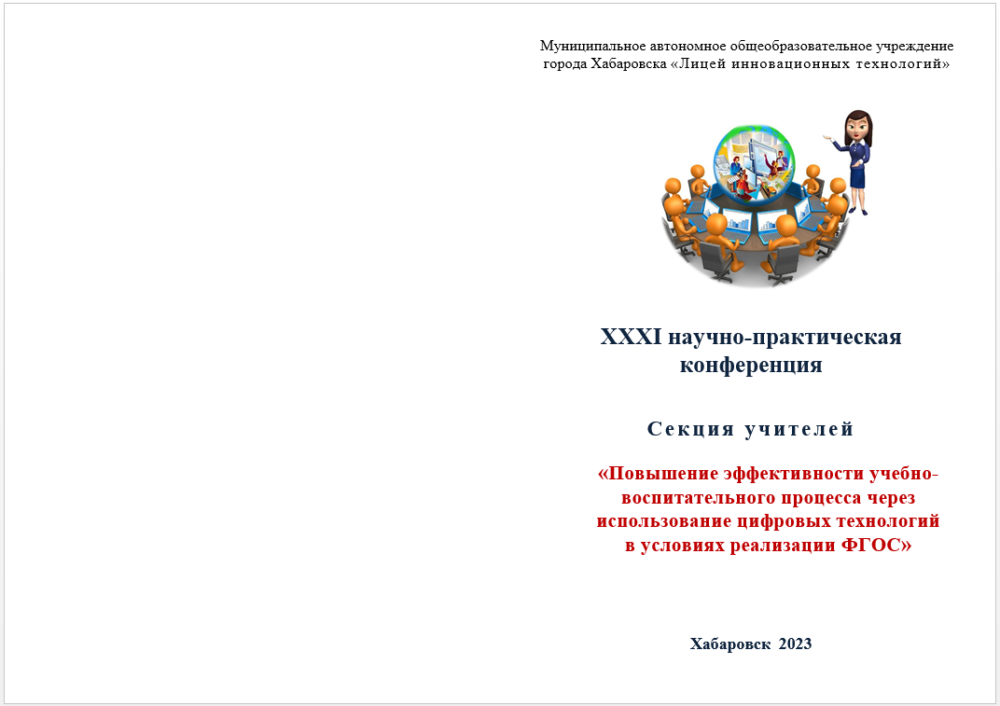 Муниципальное автономное общеобразовательное учреждение
города Хабаровска «Лицей инновационных технологий»
XXXI научно-практическая
конференция
Секция учителей
«Повышение эффективности учебно-
воспитательного процесса через
использование цифровых технологий
в условиях реализации ФГОС»
Хабаровск 2023